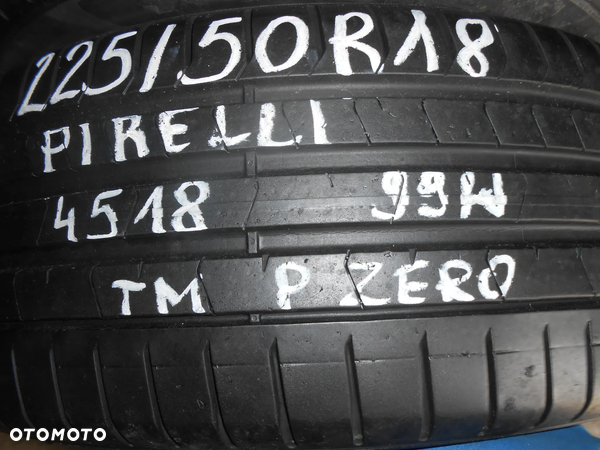 225/50R18
PIRELLI
4518 99W
TM P ZERO
OTOMOTO